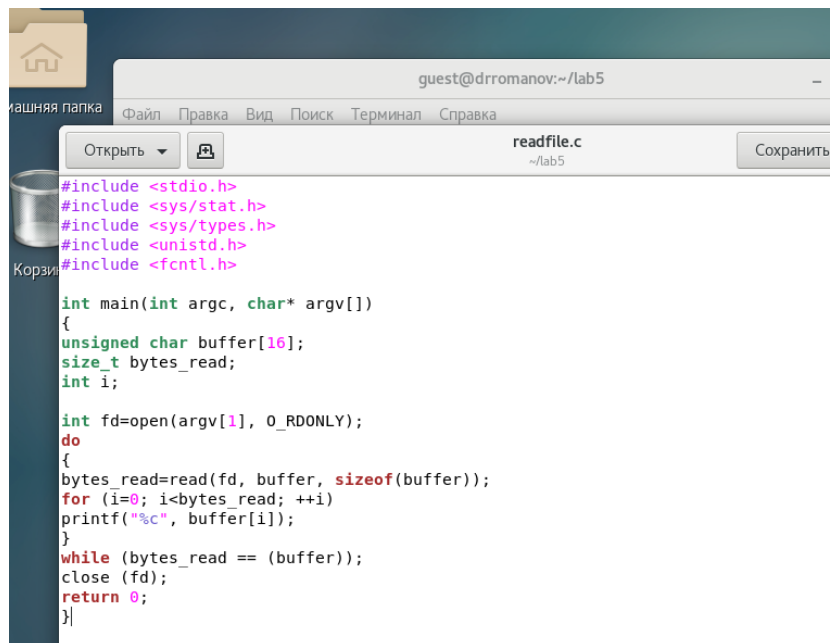 guest@drromanov:~/lab5
машняя папка
Файл Правка Вид Поиск Терминал Справка
Открыть
readfile.c
~/lab5
Сохранить
Корзин
#include <stdio.h>
#include <sys/stat.h>
#include <sys/types.h>
#include <unistd.h>
#include <fcntl.h>
int main(int argc, char* argv[])
{
unsigned char buffer[16];
size_t bytes_read;
int i;
int fd=open(argv[1], O_RDONLY);
do
{
bytes_read=read(fd, buffer, sizeof(buffer));
for (i=0; i<bytes_read; ++i)
printf("%c", buffer[i]);
}
while (bytes_read == (buffer));
close (fd);
return 0;
}